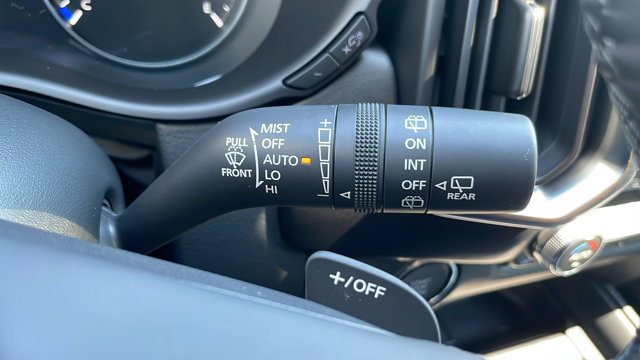 C
H
PULL
FRONT
MIST
OFF
AUTO
LO
HI
+
−
ON
INT
OFF
REAR
+/OFF